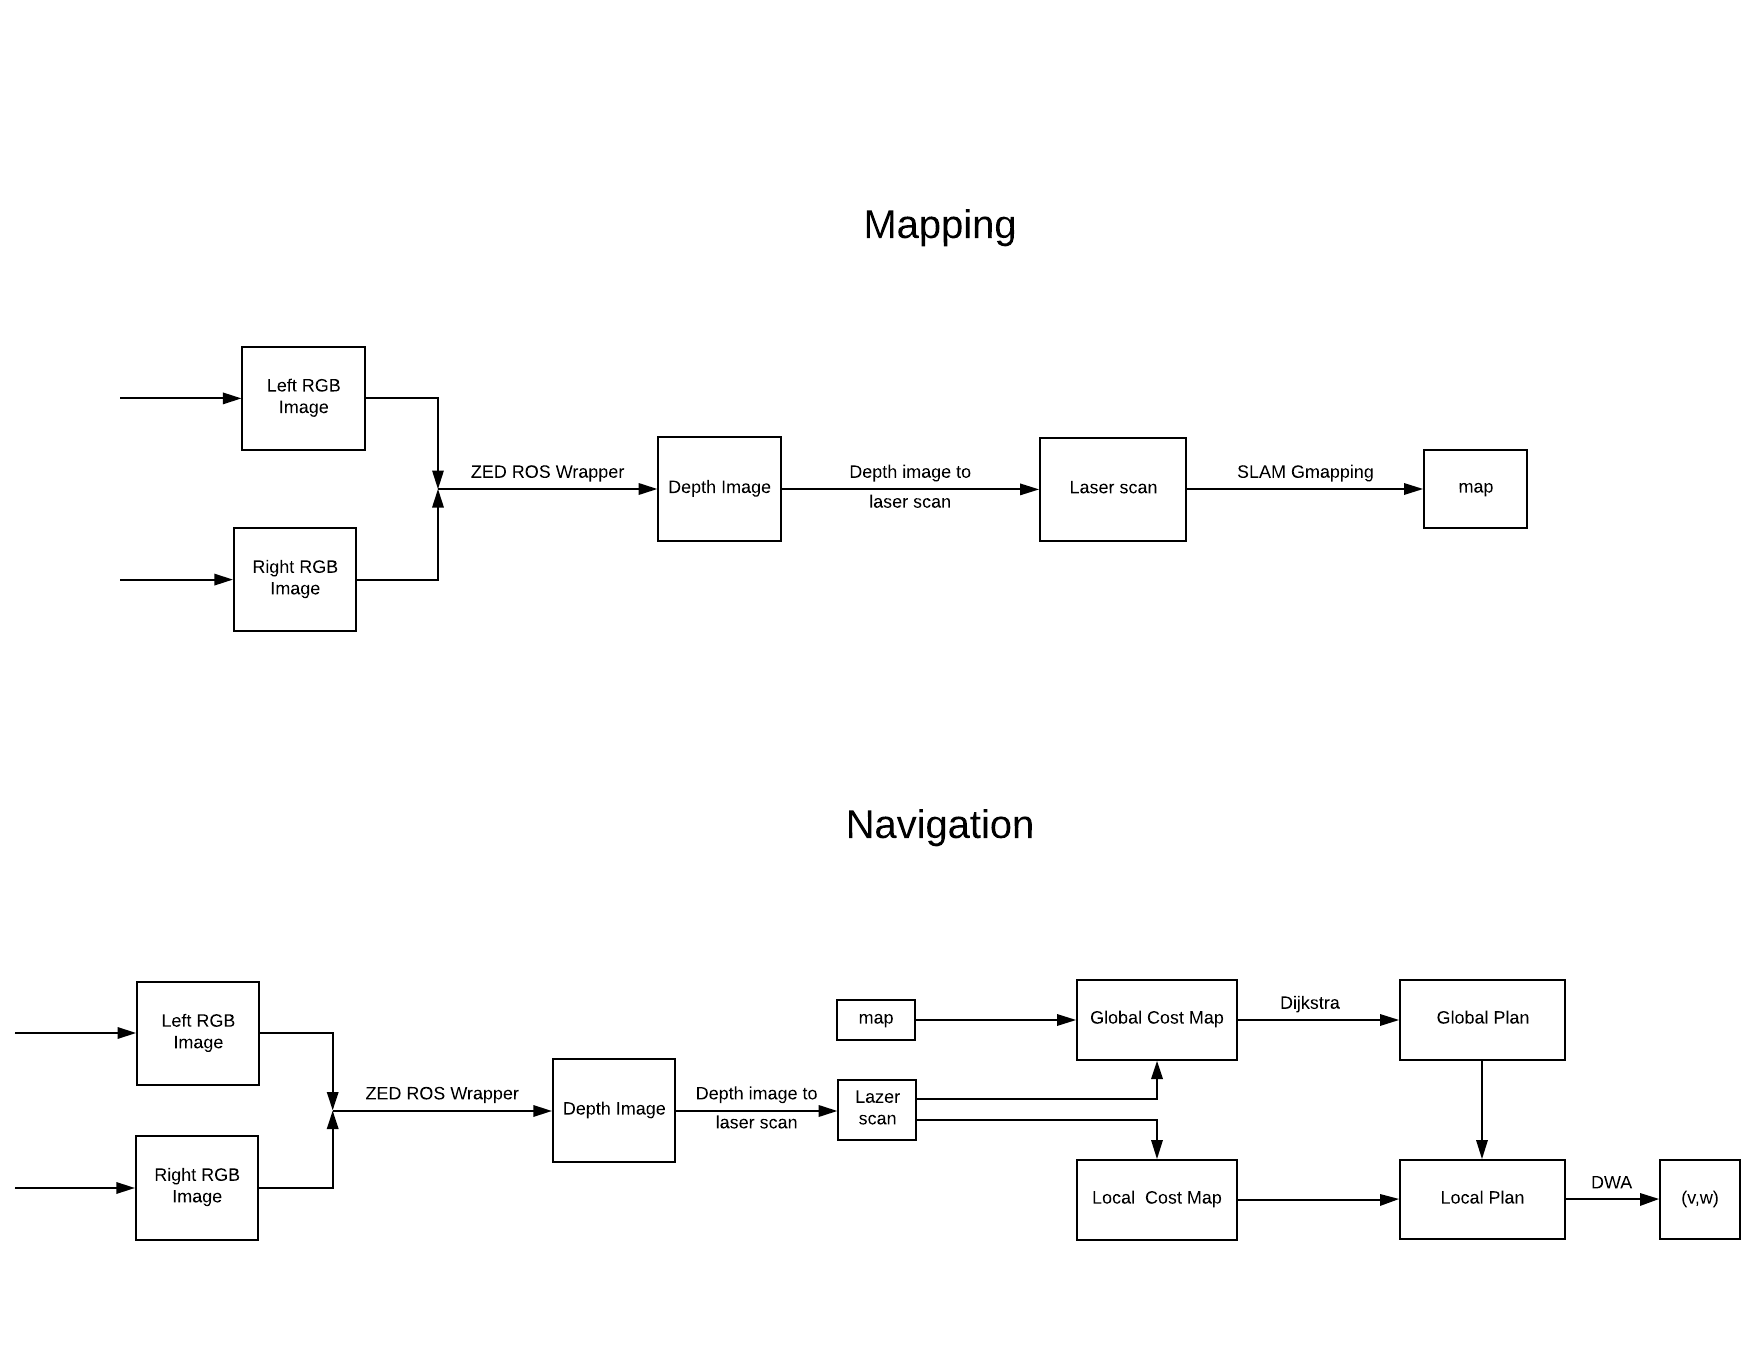 Mapping
Left RGB
Image
ZED ROS Wrapper
Depth Image
Depth image to
laser scan
Laser scan
SLAM Gmapping
map
Right RGB
Image
Navigation
Left RGB
Image
ZED ROS Wrapper
Depth Image
Depth image to
laser scan
Right RGB
Image
map
Lazer
scan
Global Cost Map
Dijkstra
Global Plan
Local  Cost Map
Local Plan
DWA
(v,w)